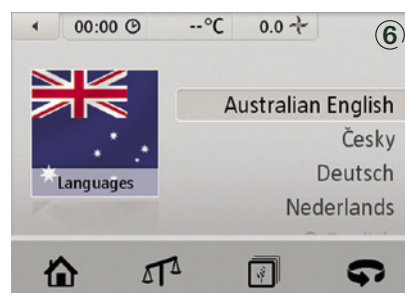 00:00 --°C 0.0
6
Australian English
Česky
Deutsch
Nederlands
Languages